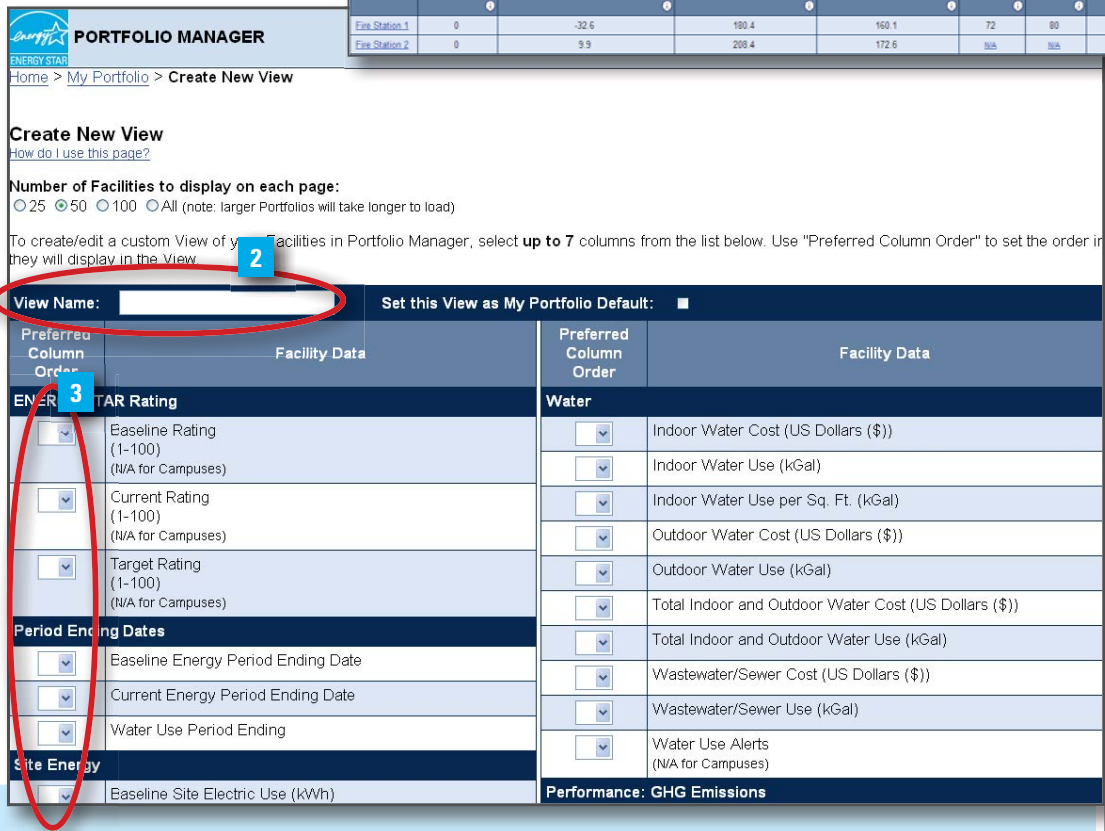 Fire Station 1 0 -32.6 180.4 160.1 72 80
Fire Station 2 0 9.9 208.4 172.6 N/A N/A
energy
ENERGY STAR
PORTFOLIO MANAGER
Home > My Portfolio > Create New View
Create New View
How do I use this page?
Number of Facilities to display on each page:
25 50 100 All (note: larger Portfolios will take longer to load)
To create/edit a custom View of Facilities in Portfolio Manager, select up to 7 columns from the list below. Use "Preferred Column Order" to set the order in
they will display in the View.
2
View Name: Set this View as My Portfolio Default:
Preferred Column Order
Facility Data
3
ENERGY STAR Rating
Baseline Rating
(1-100)
(N/A for Campuses)
Current Rating
(1-100)
(N/A for Campuses)
Target Rating
(1-100)
(N/A for Campuses)
Period Ending Dates
Baseline Energy Period Ending Date
Current Energy Period Ending Date
Water Use Period Ending
Site Energy
Baseline Site Electric Use (kWh)
Preferred
Column
Order
Facility Data
Water
Indoor Water Cost (US Dollars ($))
Indoor Water Use (kGal)
Indoor Water Use per Sq. Ft. (kGal)
Outdoor Water Cost (US Dollars ($))
Outdoor Water Use (kGal)
Total Indoor and Outdoor Water Cost (US Dollars ($))
Total Indoor and Outdoor Water Use (kGal)
Wastewater/Sewer Cost (US Dollars ($))
Wastewater/Sewer Use (kGal)
Water Use Alerts
(N/A for Campuses)
Performance: GHG Emissions